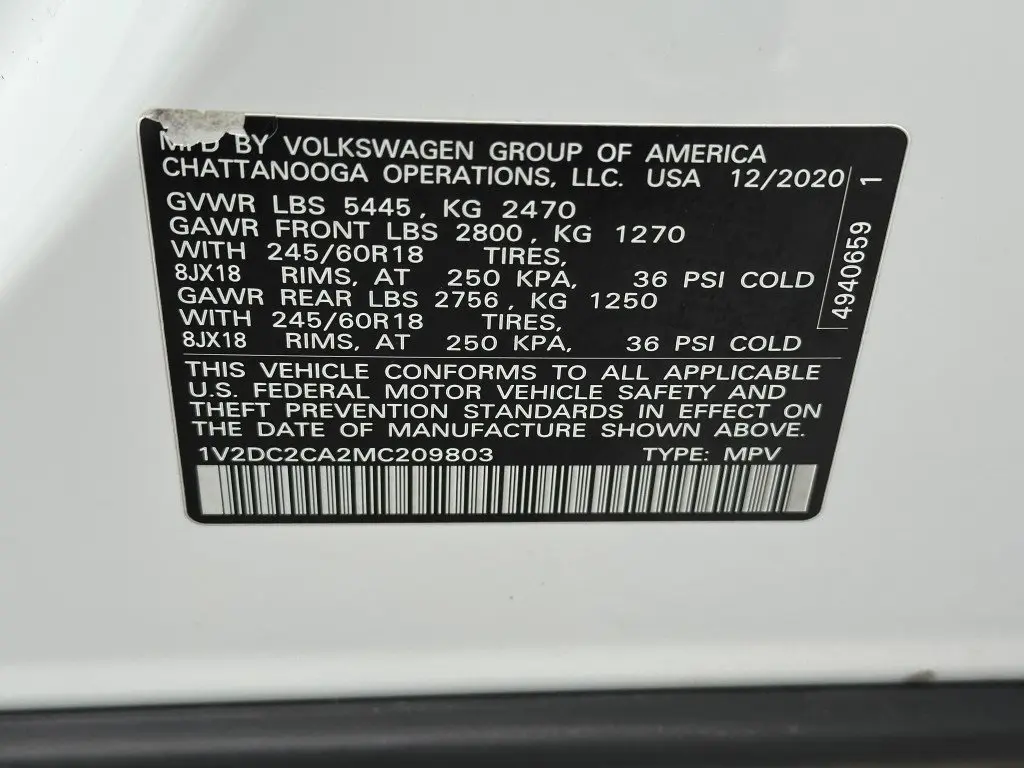 MFD BY VOLKSWAGEN GROUP OF AMERICA
CHATTANOOGA OPERATIONS, LLC. USA 12/2020
GVWR LBS 5445, KG 2470
GAWR FRONT LBS 2800, KG 1270
WITH 245/60R18 TIRES,
8JX18 RIMS, AT 250 KPA, 36 PSI COLD
GAWR REAR LBS 2756, KG 1250
WITH 245/60R18 TIRES,
8JX18 RIMS, AT 250 KPA, 36 PSI COLD
4940659 1
THIS VEHICLE CONFORMS TO ALL APPLICABLE
U.S. FEDERAL MOTOR VEHICLE SAFETY AND
THEFT PREVENTION STANDARDS IN EFFECT ON
THE DATE OF MANUFACTURE SHOWN ABOVE.
1V2DC2CA2MC209803 TYPE: MPV